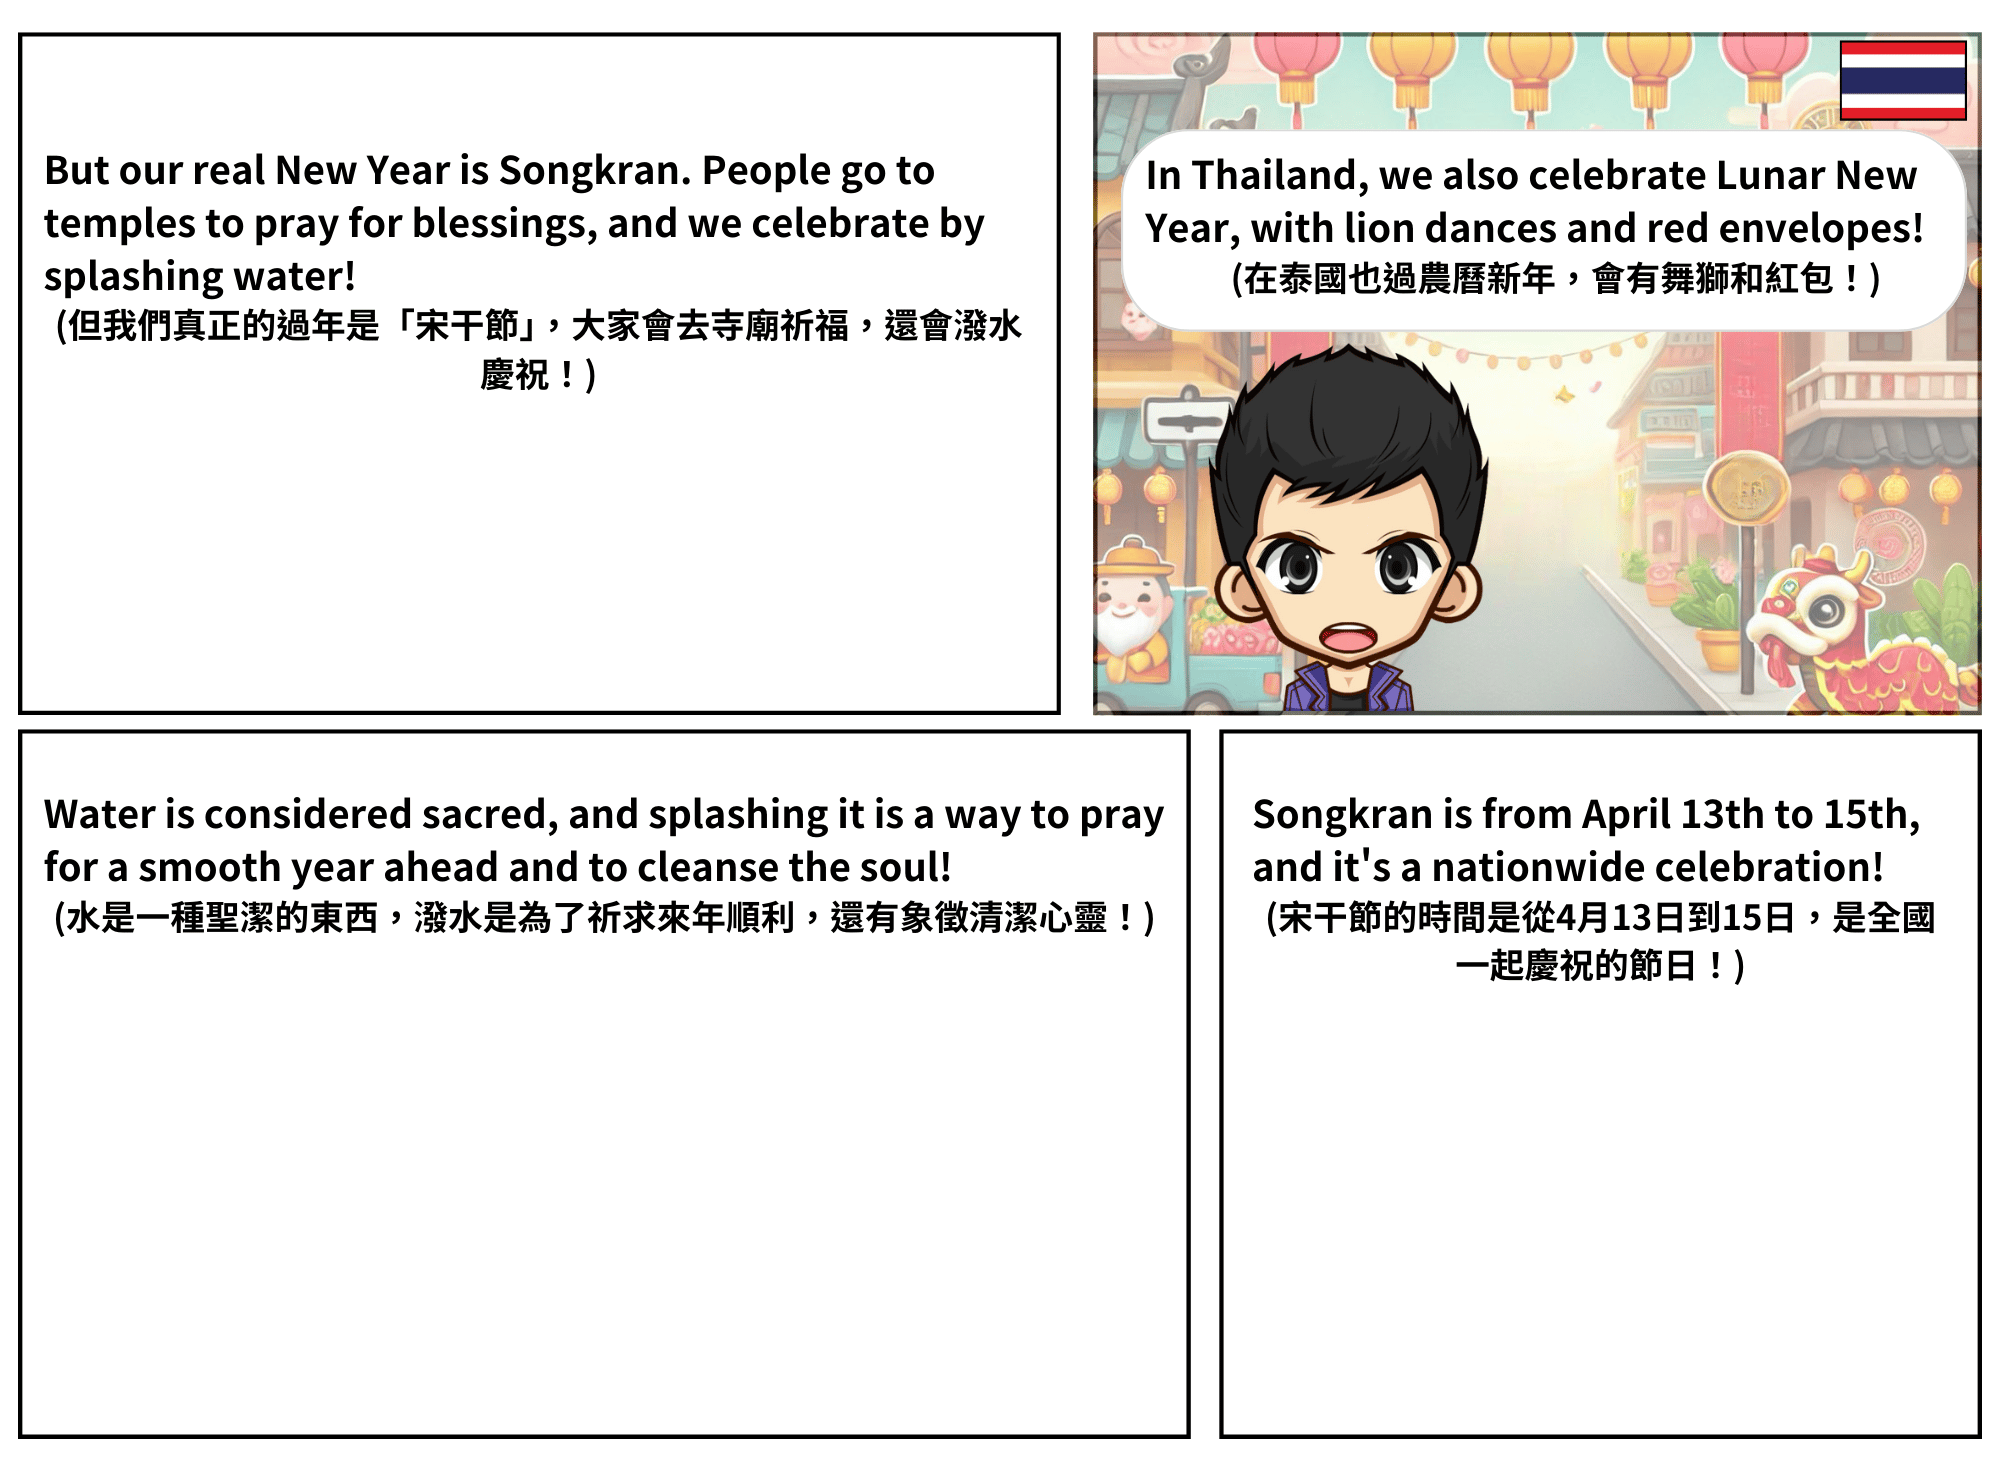 In Thailand, we also celebrate Lunar New
Year, with lion dances and red envelopes!
(在泰國也過農曆新年，會有舞獅和紅包！)
But our real New Year is Songkran. People go to
temples to pray for blessings, and we celebrate by
splashing water!
(但我們真正的過年是「宋干節」，大家會去寺廟祈福，還會潑水
慶祝！)
Songkran is from April 13th to 15th,
and it's a nationwide celebration!
(宋干節的時間是從4月13日到15日，是全國
一起慶祝的節日！)
Water is considered sacred, and splashing it is a way to pray
for a smooth year ahead and to cleanse the soul!
(水是一種聖潔的東西，潑水是為了祈求來年順利，還有象徵清潔心靈！)